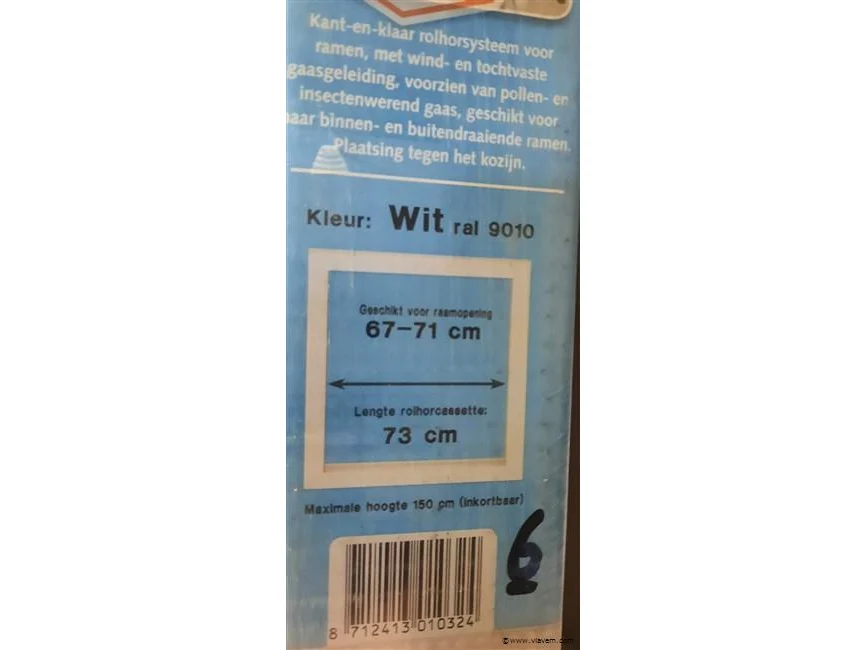 Kant-en-klaar rolhorsysteem voor
ramen, met wind- en tochtvaste
gaasgeleiding, voorzien van pollen- en
insectenwerend gaas, geschikt voor
naar binnen- en buitendraaiende ramen.
Plaatsing tegen het kozijn.
Kleur: Wit ral 9010
Geschikt voor raamopening
67-71 cm
Lengte rolhorcassette:
73 cm
Maximale hoogte 150 cm (inkortbaar)
6
8 712413 010324
©www.viavem.com